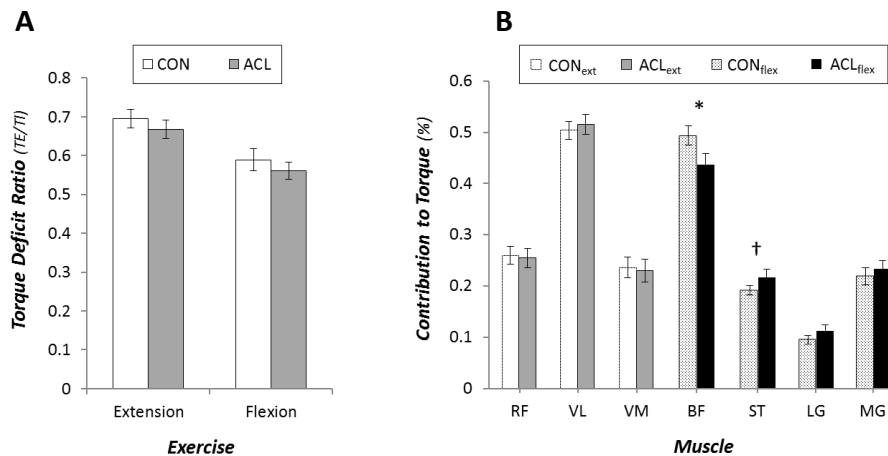 A
CON ACL
Torque Deficit Ratio (TE/TI)
0.8
0.7
0.6
0.5
0.4
0.3
0.2
0.1
0
Extension Flexion
Exercise
B
CONext ACLext CONflex ACLflex
Contribution to Torque (%)
0.6
0.5
0.4
0.3
0.2
0.1
0
*
†
RF VL VM BF ST LG MG
Muscle